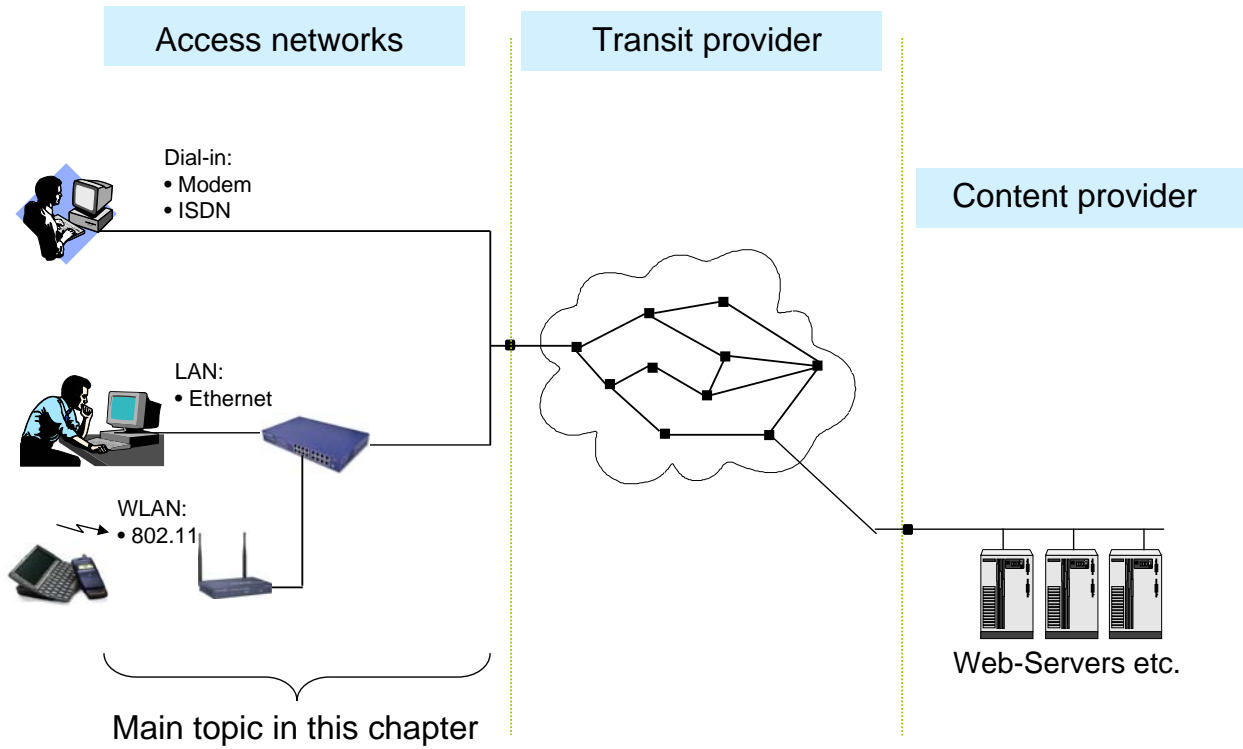 Access networks
Transit provider
Content provider
Dial-in:
• Modem
• ISDN
LAN:
• Ethernet
WLAN:
• 802.11
Web-Servers etc.
Main topic in this chapter